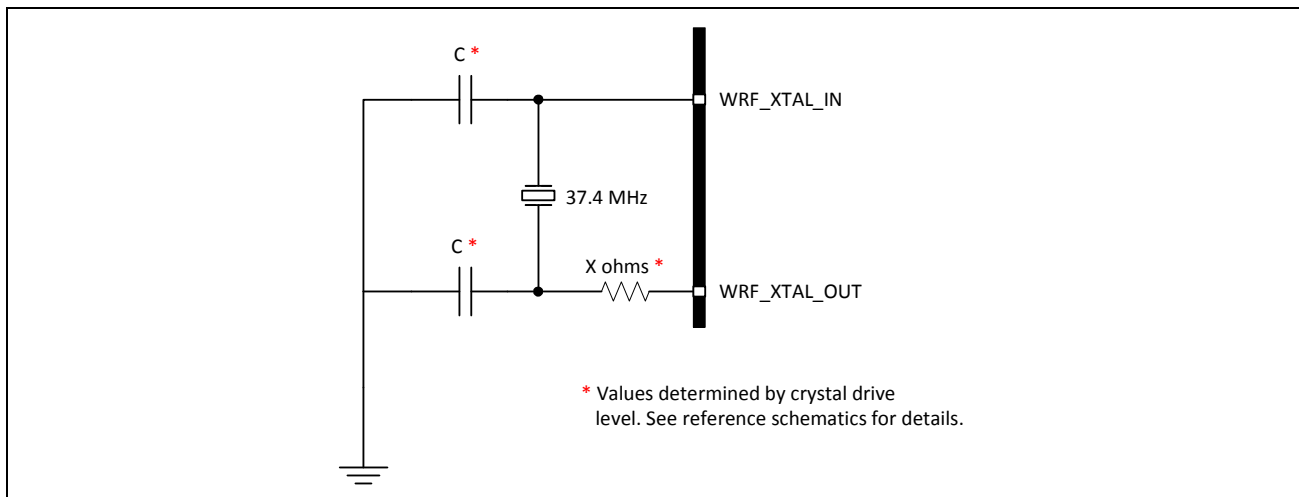 C *
WRF_XTAL_IN
37.4 MHz
C *
X ohms *
WRF_XTAL_OUT
* Values determined by crystal drive
level. See reference schematics for details.